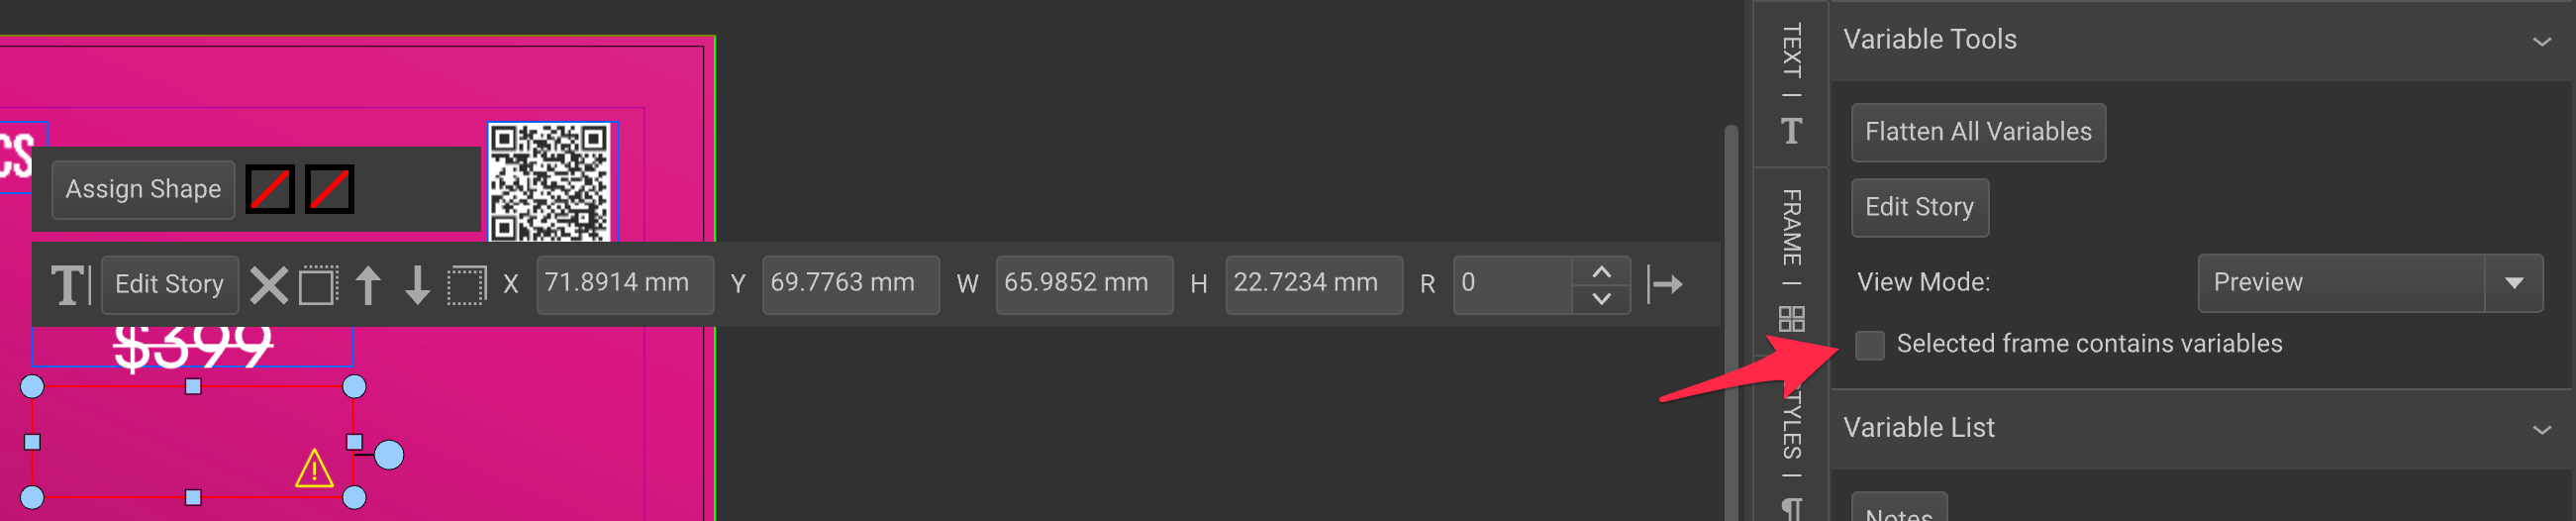 CS
Assign Shape
T Edit Story X 71.8914 mm Y 69.7763 mm W 65.9852 mm H 22.7234 mm R 0
$399
TEXT
T
FRAME
STYLES
Variable Tools
Flatten All Variables
Edit Story
View Mode: Preview
Selected frame contains variables
Variable List
Notes